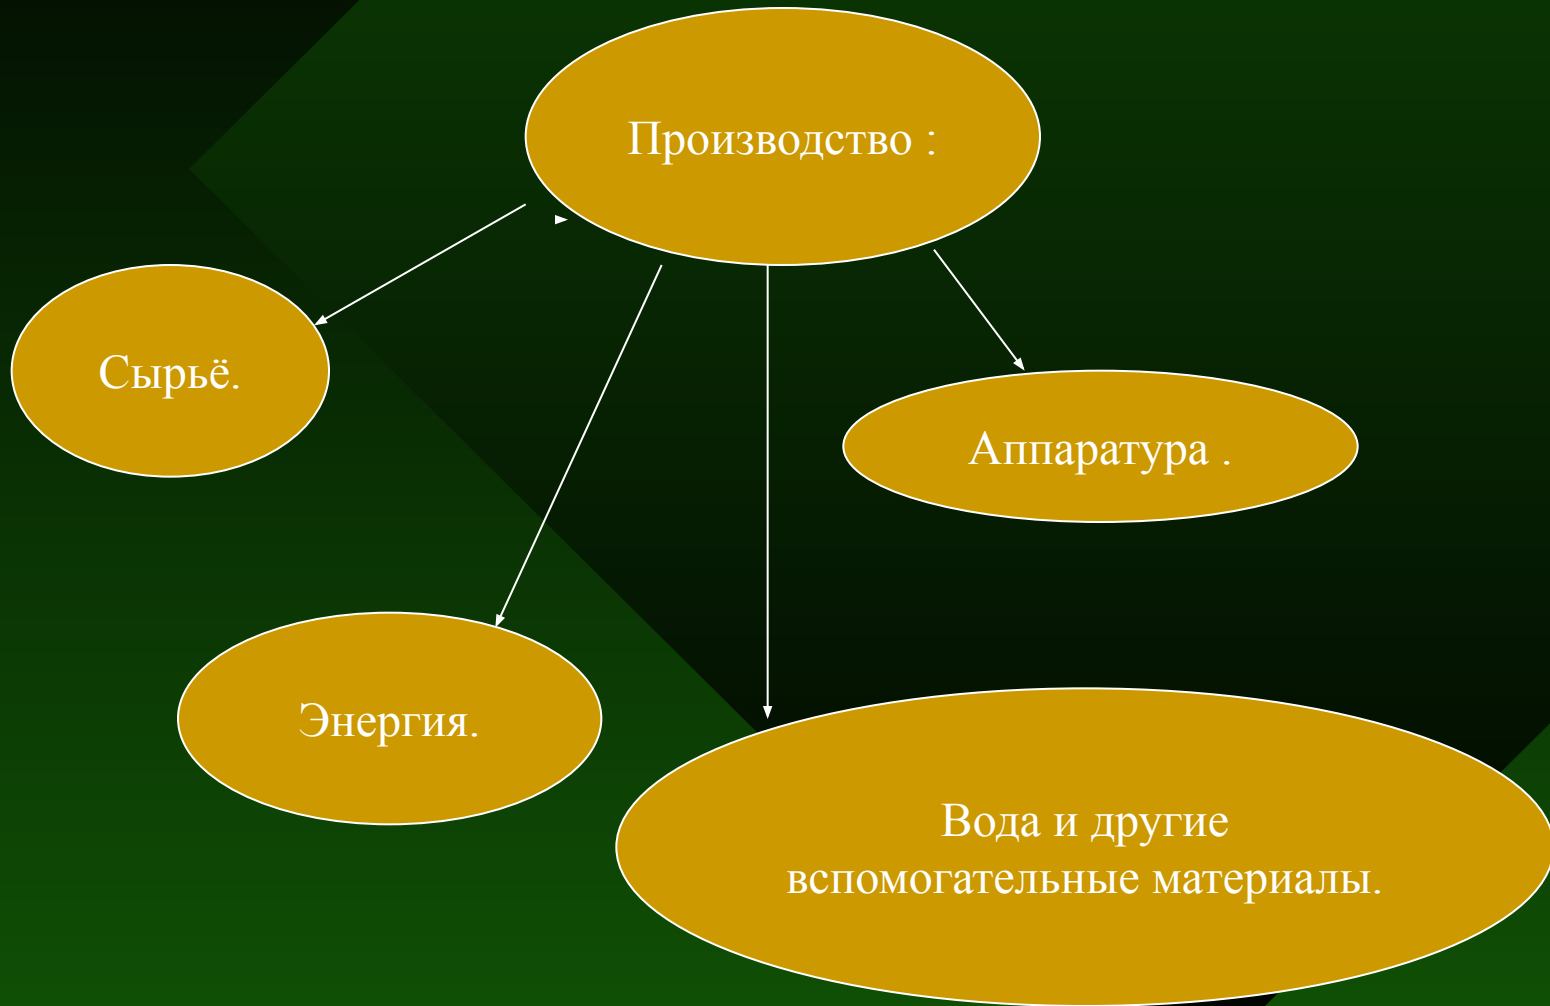 Производство :
Сырьё.
Аппаратура .
Энергия.
Вода и другие
вспомогательные материалы.